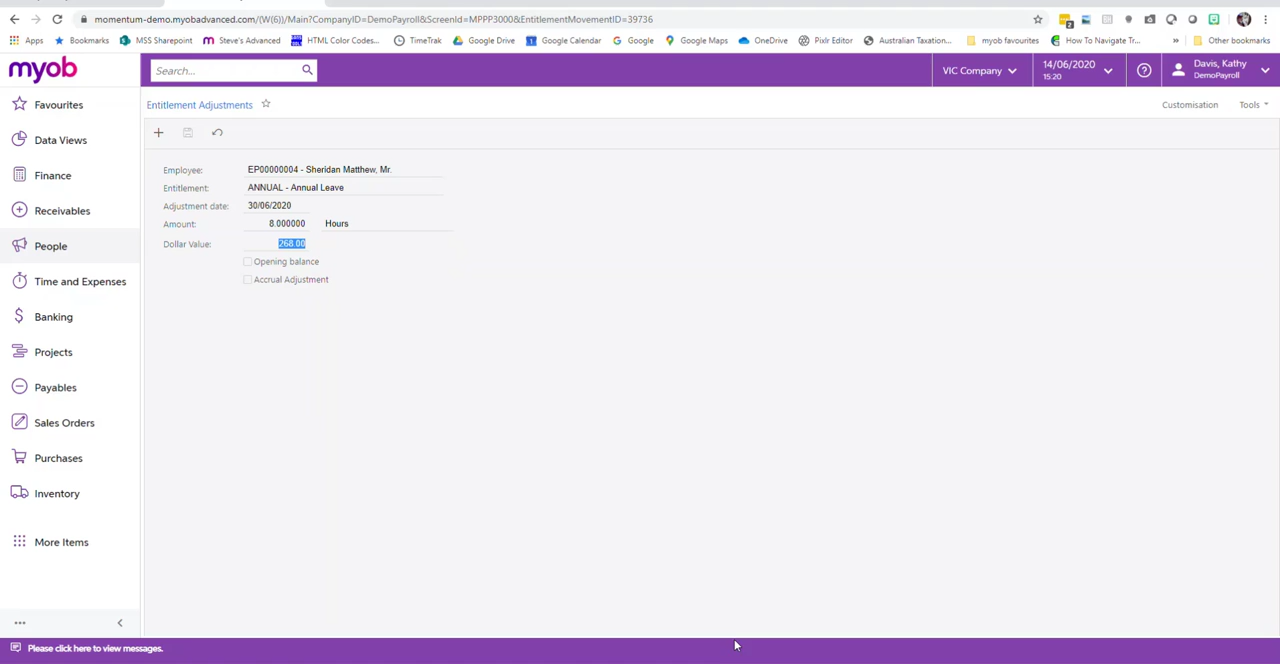 momentum-demo.myobadvanced.com/(W(6))/Main?CompanyID=DemoPayroll&ScreenId=MPPP3000&EntitlementMovementID=39736
2
Apps
Bookmarks
MSS Sharepoint
Steve's Advanced
HTML Color Codes...
TimeTrak
Google Drive
Google Calendar
Google
Google Maps
OneDrive
Pixlr Editor
Australian Taxation...
myob favourites
How To Navigate Tr...
»
Other bookmarks
myob
Search...
VIC Company
14/06/2020
15:20
Davis, Kathy
DemoPayroll
Favourites
Data Views
Finance
Receivables
People
Time and Expenses
Banking
Projects
Payables
Sales Orders
Purchases
Inventory
More Items
Entitlement Adjustments
Customisation
Tools
Employee: EP00000004 - Sheridan Matthew, Mr.
Entitlement: ANNUAL - Annual Leave
Adjustment date: 30/06/2020
Amount: 8.000000 Hours
Dollar Value: 268.00
Opening balance
Accrual Adjustment
Please click here to view messages.